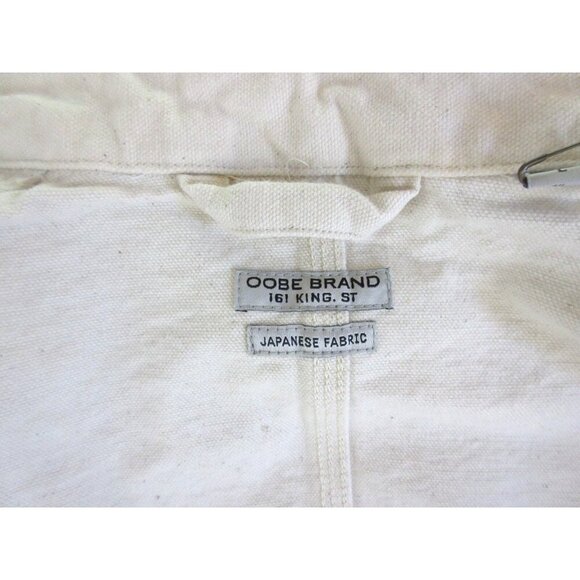 OOBE BRAND
161 KING. ST
JAPANESE FABRIC